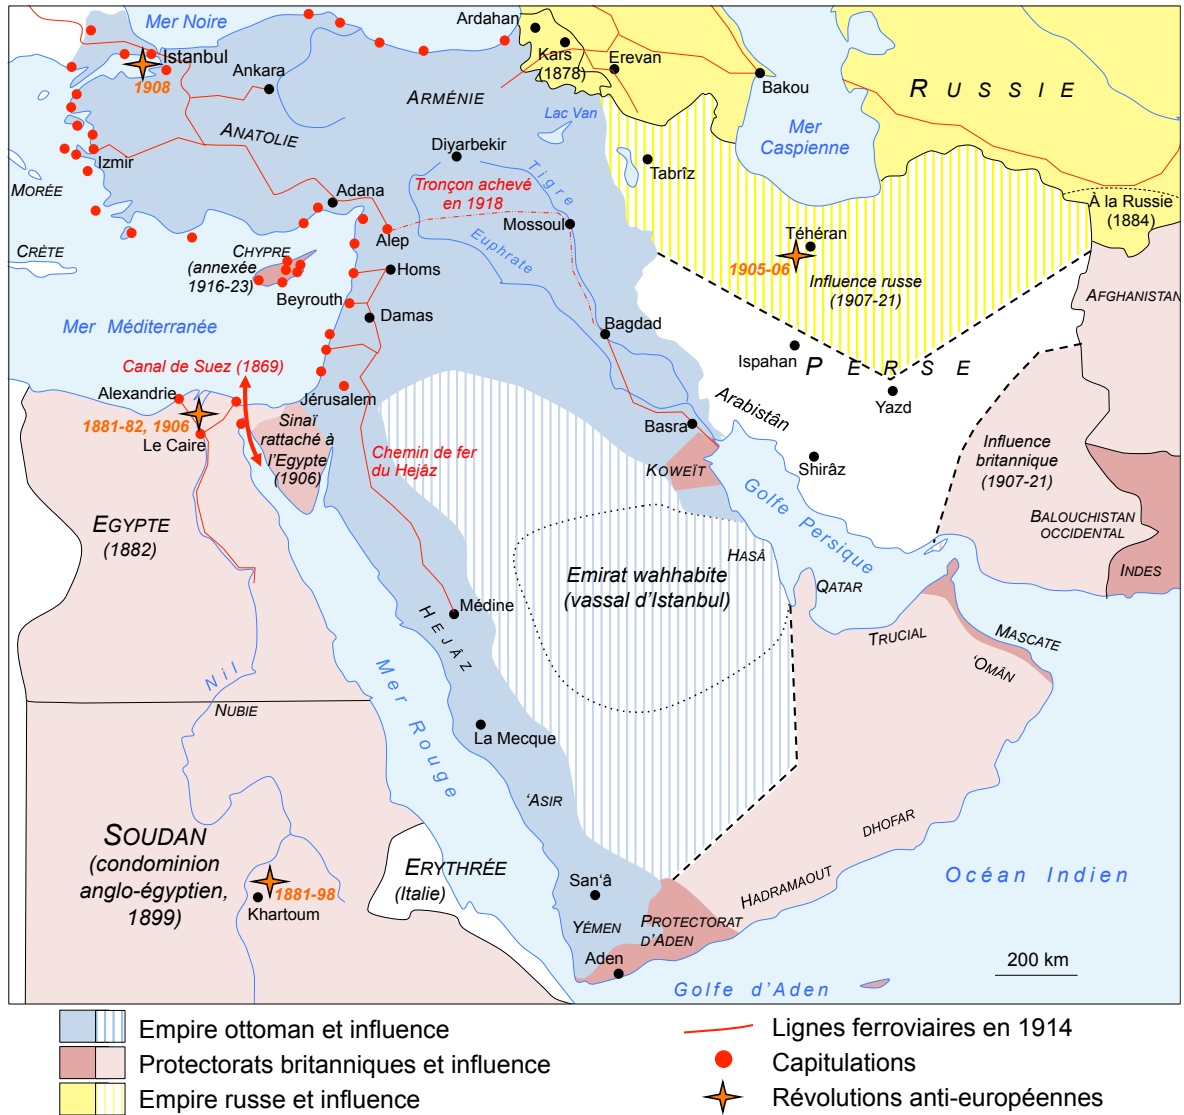 Mer Noire
Ardahan
Istanbul
Kars
(1878)
Erevan
1908
Ankara
Bakou
RUSSIE
ARMÉNIE
Lac Van
Mer
Caspienne
ANATOLIE
Diyarbekir
Izmir
Tabrîz
MORÉE
Adana
Tronçon achevé
en 1918
Tigre
À la Russie
(1884)
Alep
Mossoul
Téhéran
CRÈTE
CHYPRE
(annexée
1916-23)
Euphrate
1905-06
Homs
Influence russe
(1907-21)
AFGHANISTAN
Beyrouth
Damas
Mer Méditerranée
Bagdad
Ispahan
PERSE
Canal de Suez (1869)
Alexandrie
Jérusalem
Yazd
Arabistân
1881-82, 1906
Le Caire
Sinaï
rattaché à
l'Egypte
(1906)
Basra
Chemin de fer
du Hejâz
KOWEÏT
Shirâz
Influence
britannique
(1907-21)
Golfe Persique
EGYPTE
(1882)
BALOUCHISTAN
OCCIDENTAL
HASÂ
INDES
Emirat wahhabite
(vassal d'Istanbul)
QATAR
Médine
HEJÂZ
TRUCIAL
MASCATE
'OMÂN
Nil
Mer Rouge
NUBIE
La Mecque
'ASIR
DHOFAR
SOUDAN
(condominion
anglo-égyptien,
1899)
ERYTHRÉE
(Italie)
1881-98
Khartoum
San'â
HADRAMAOUT
Océan Indien
YÉMEN
PROTECTORAT
D'ADEN
Aden
200 km
Golfe d'Aden
Empire ottoman et influence
Protectorats britanniques et influence
Empire russe et influence
Lignes ferroviaires en 1914
Capitulations
Révolutions anti-européennes